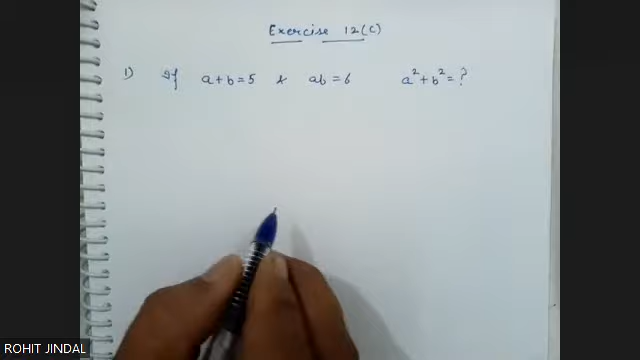 Exercise 12(C)
1) If a + b = 5 & ab = 6 a² + b² = ?
ROHIT JINDAL